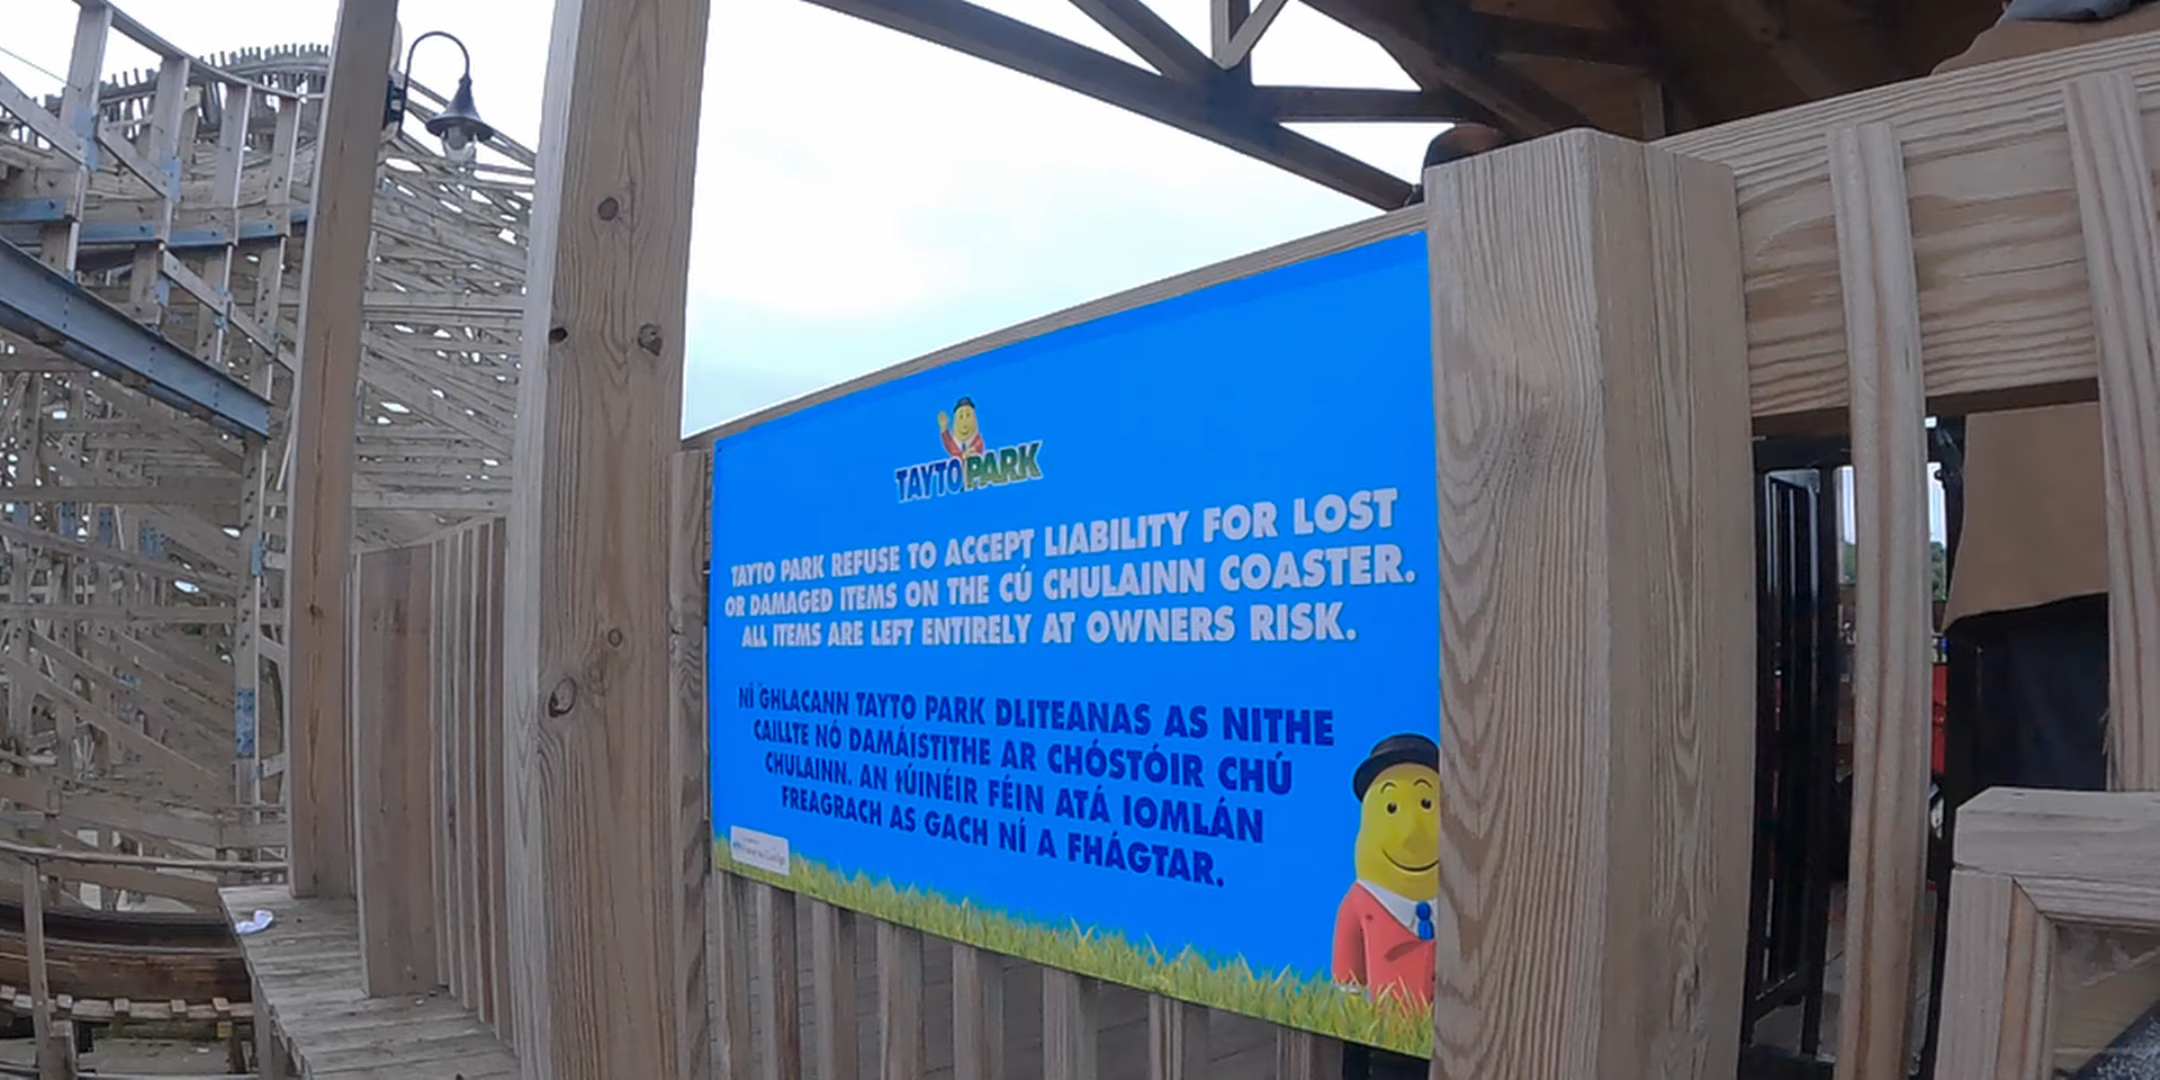 TAYTO PARK
TAYTO PARK REFUSE TO ACCEPT LIABILITY FOR LOST
OR DAMAGED ITEMS ON THE CÚ CHULAINN COASTER.
ALL ITEMS ARE LEFT ENTIRELY AT OWNERS RISK.
NÍ GHLACANN TAYTO PARK DLITEANAS AS NITHE
CAILLTE NÓ DAMÁISTITHE AR CHÓSTÓIR CHÚ
CHULAINN. AN tÚINÉIR FÉIN ATÁ IOMLÁN
FREAGRACH AS GACH NÍ A FHÁGTAR.